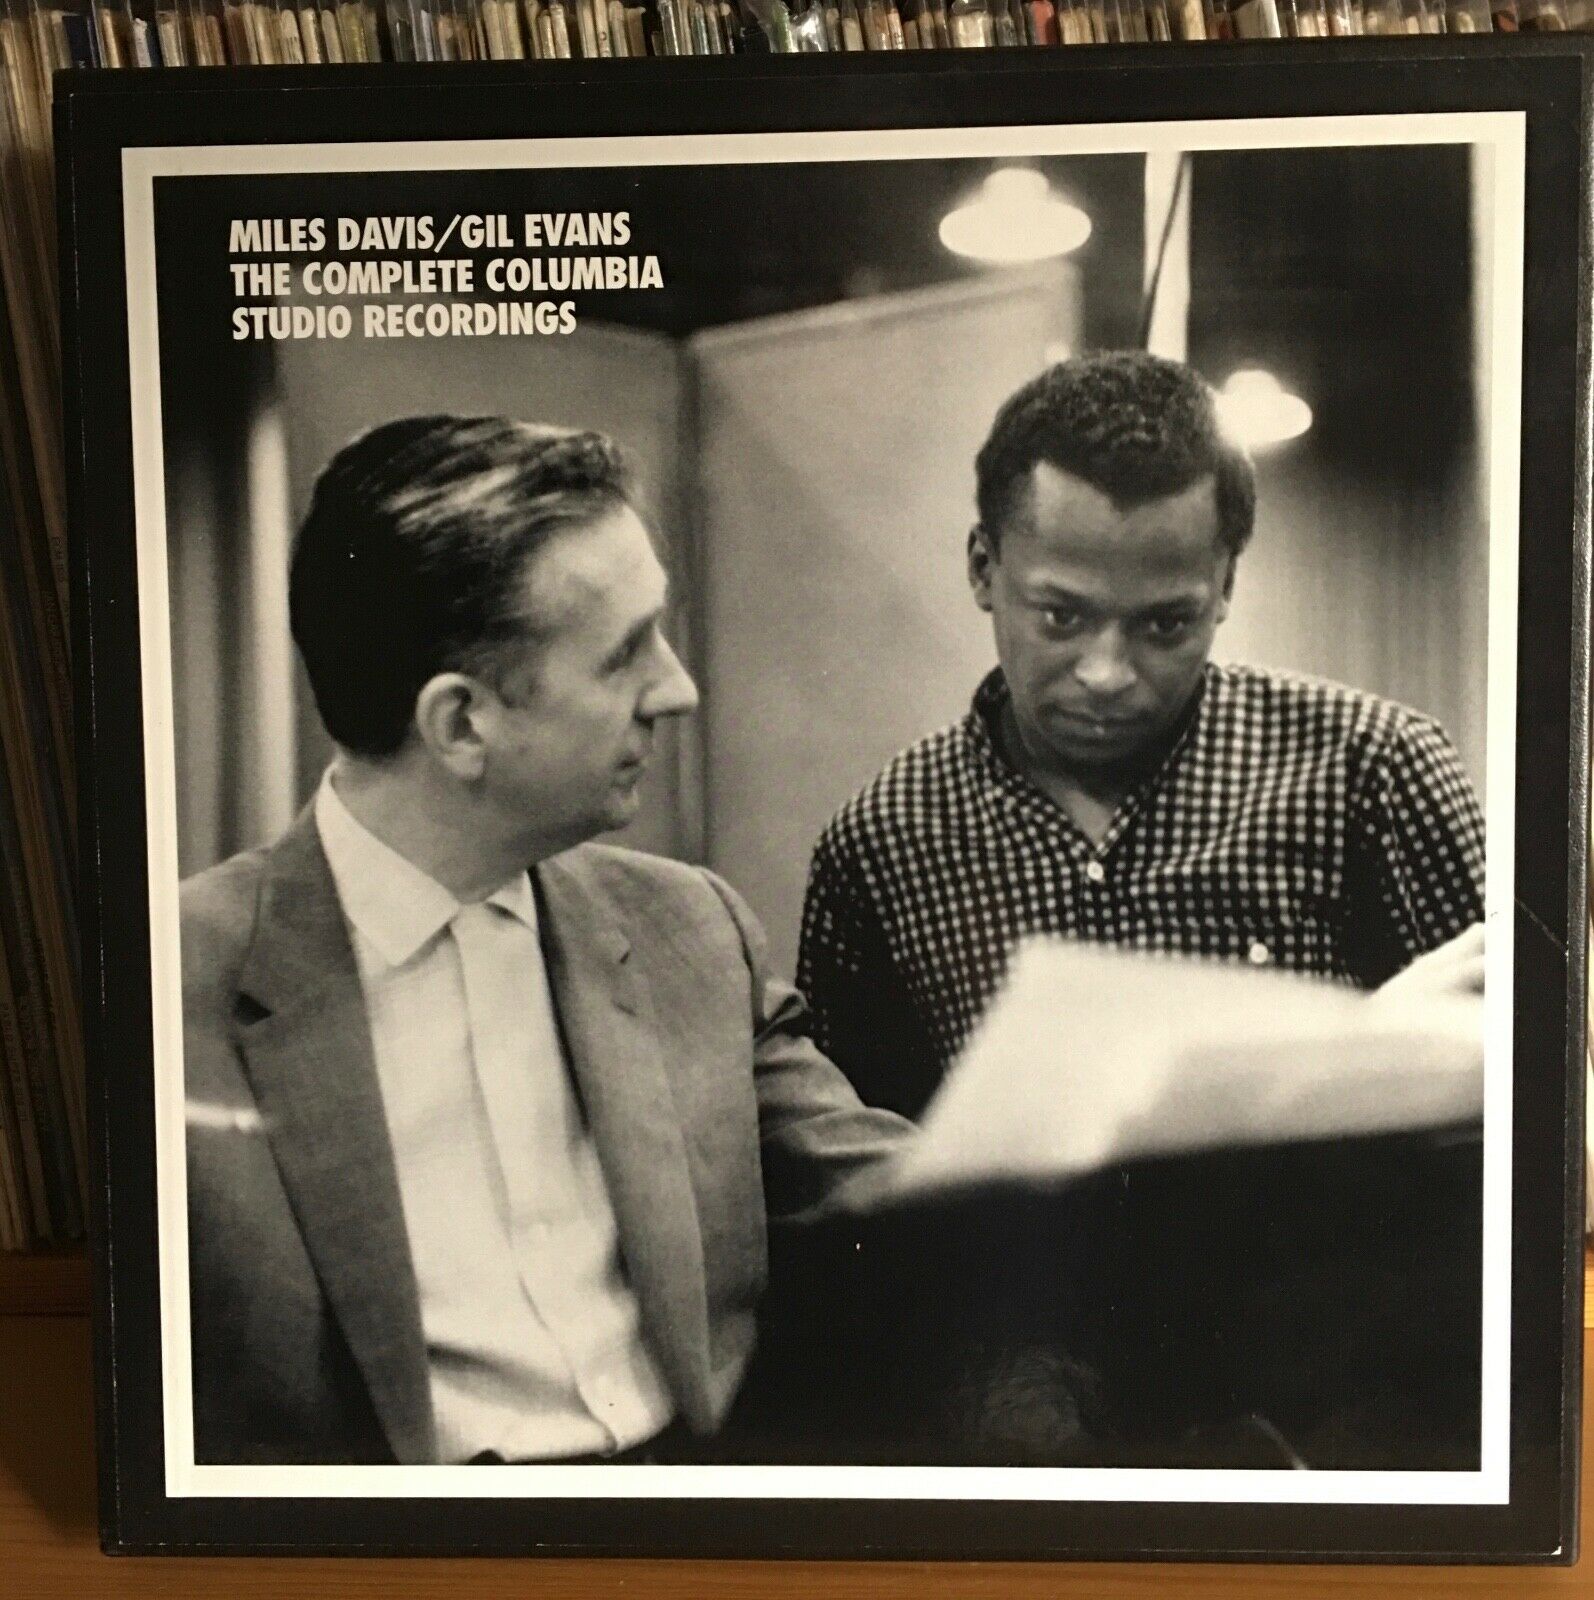 MILES DAVIS/GIL EVANS
THE COMPLETE COLUMBIA
STUDIO RECORDINGS